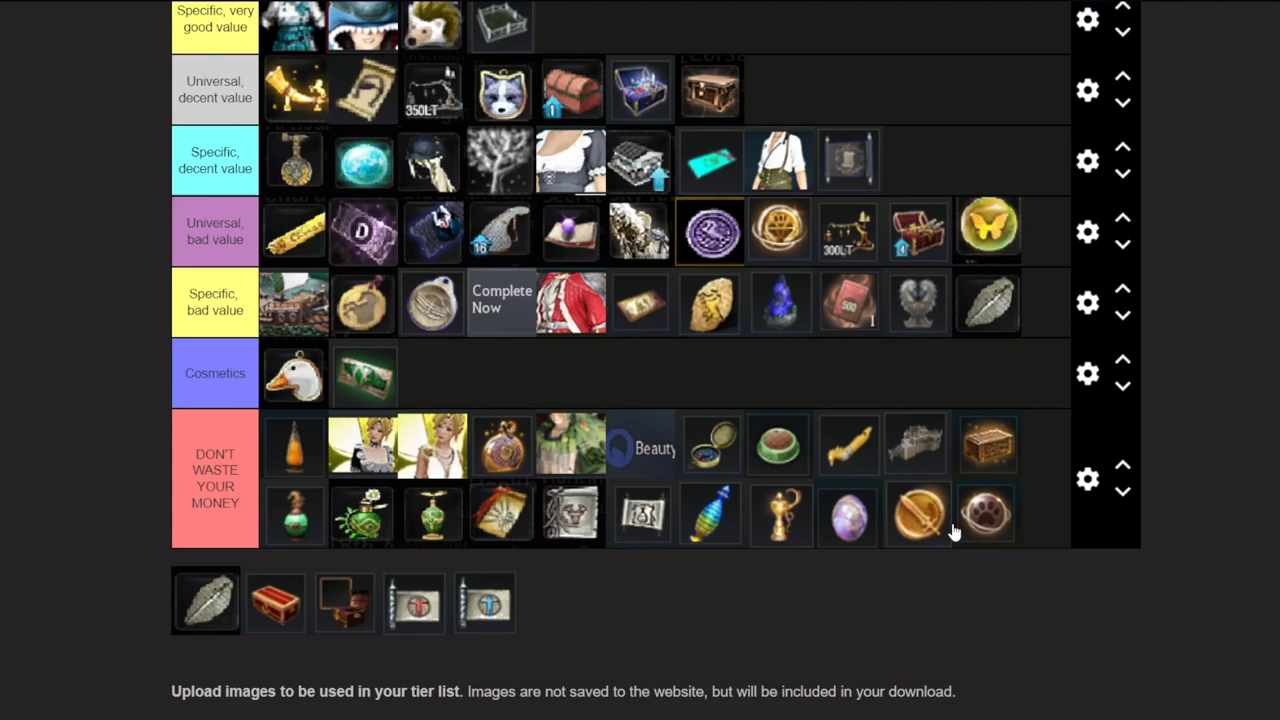 Specific, very
good value
Universal,
decent value
350LT
1
Specific,
decent value
Universal,
bad value
D
16
300LT
4
Specific,
bad value
Complete
Now
500
1
Cosmetics
DON'T
WASTE
YOUR
MONEY
Beauty
Upload images to be used in your tier list. Images are not saved to the website, but will be included in your download.